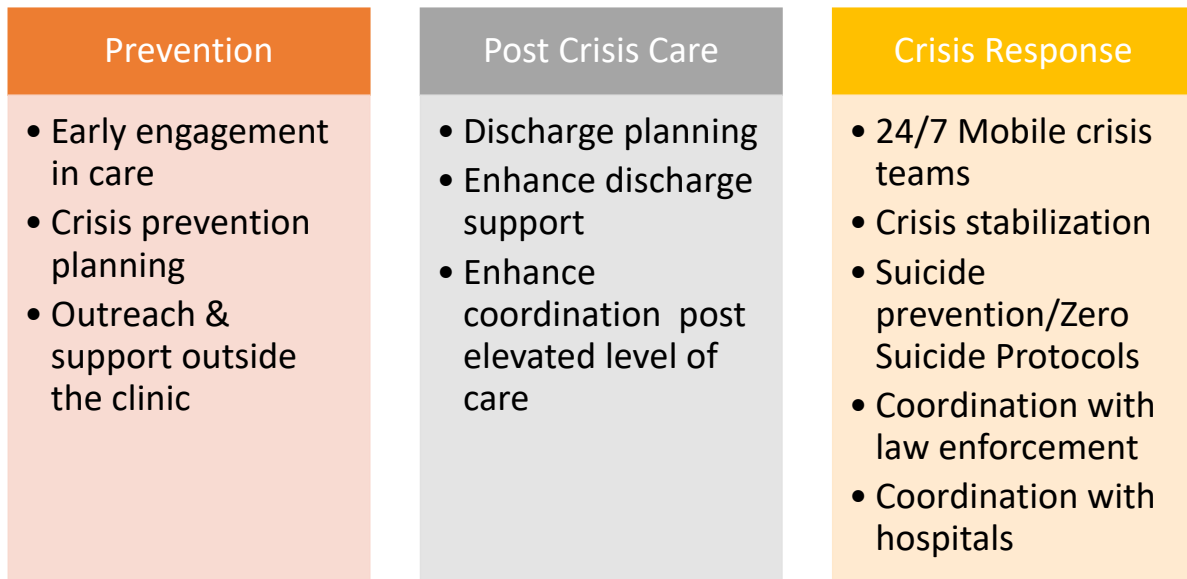 Prevention
• Early engagement
in care
• Crisis prevention
planning
• Outreach &
support outside
the clinic
Post Crisis Care
• Discharge planning
• Enhance discharge
support
• Enhance
coordination  post
elevated level of
care
Crisis Response
• 24/7 Mobile crisis
teams
• Crisis stabilization
• Suicide
prevention/Zero
Suicide Protocols
• Coordination with
law enforcement
• Coordination with
hospitals